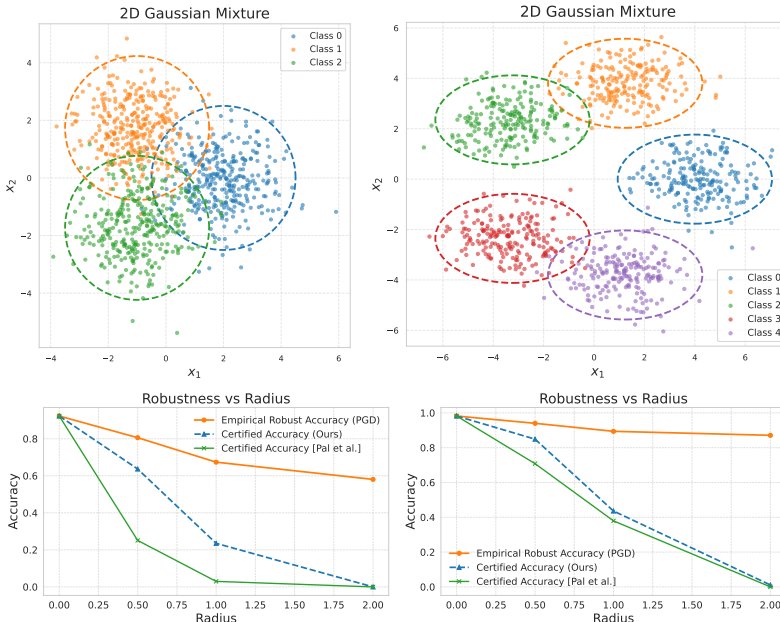 2D Gaussian Mixture
Class 0
Class 1
Class 2
4
2
0
−2
−4
x2
−4
−2
0
2
4
6
x1
2D Gaussian Mixture
6
4
2
0
−2
−4
−6
x2
Class 0
Class 1
Class 2
Class 3
Class 4
−6
−4
−2
0
2
4
6
x1
Robustness vs Radius
Empirical Robust Accuracy (PGD)
Certified Accuracy (Ours)
Certified Accuracy [Pal et al.]
0.8
0.6
0.4
0.2
0.0
Accuracy
0.00 0.25 0.50 0.75 1.00 1.25 1.50 1.75 2.00
Radius
Robustness vs Radius
1.0
0.8
0.6
0.4
0.2
0.0
Accuracy
Empirical Robust Accuracy (PGD)
Certified Accuracy (Ours)
Certified Accuracy [Pal et al.]
0.00 0.25 0.50 0.75 1.00 1.25 1.50 1.75 2.00
Radius